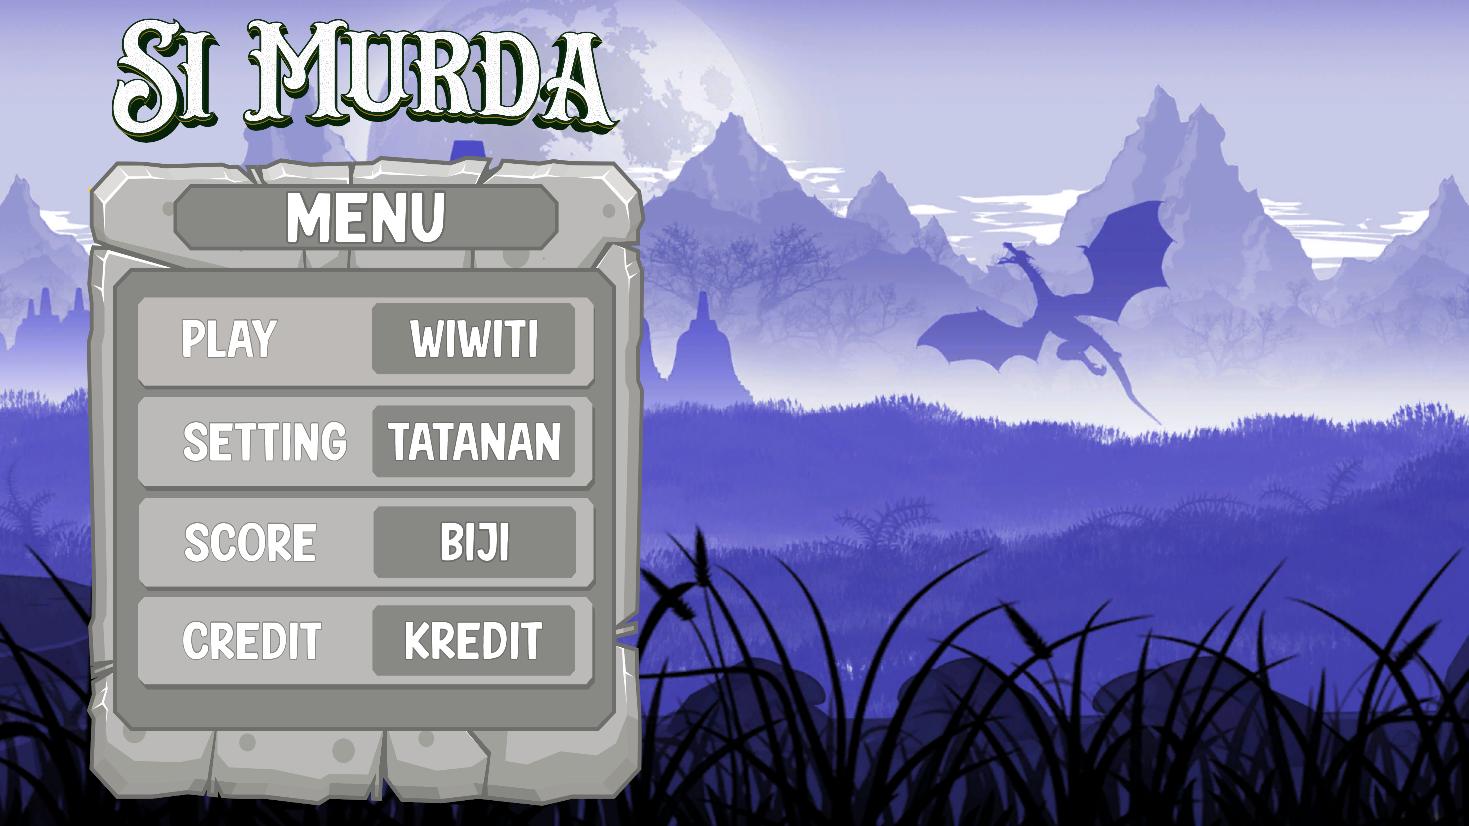 SI MURDA
MENU
PLAY WIWITI
SETTING TATANAN
SCORE BIJI
CREDIT KREDIT